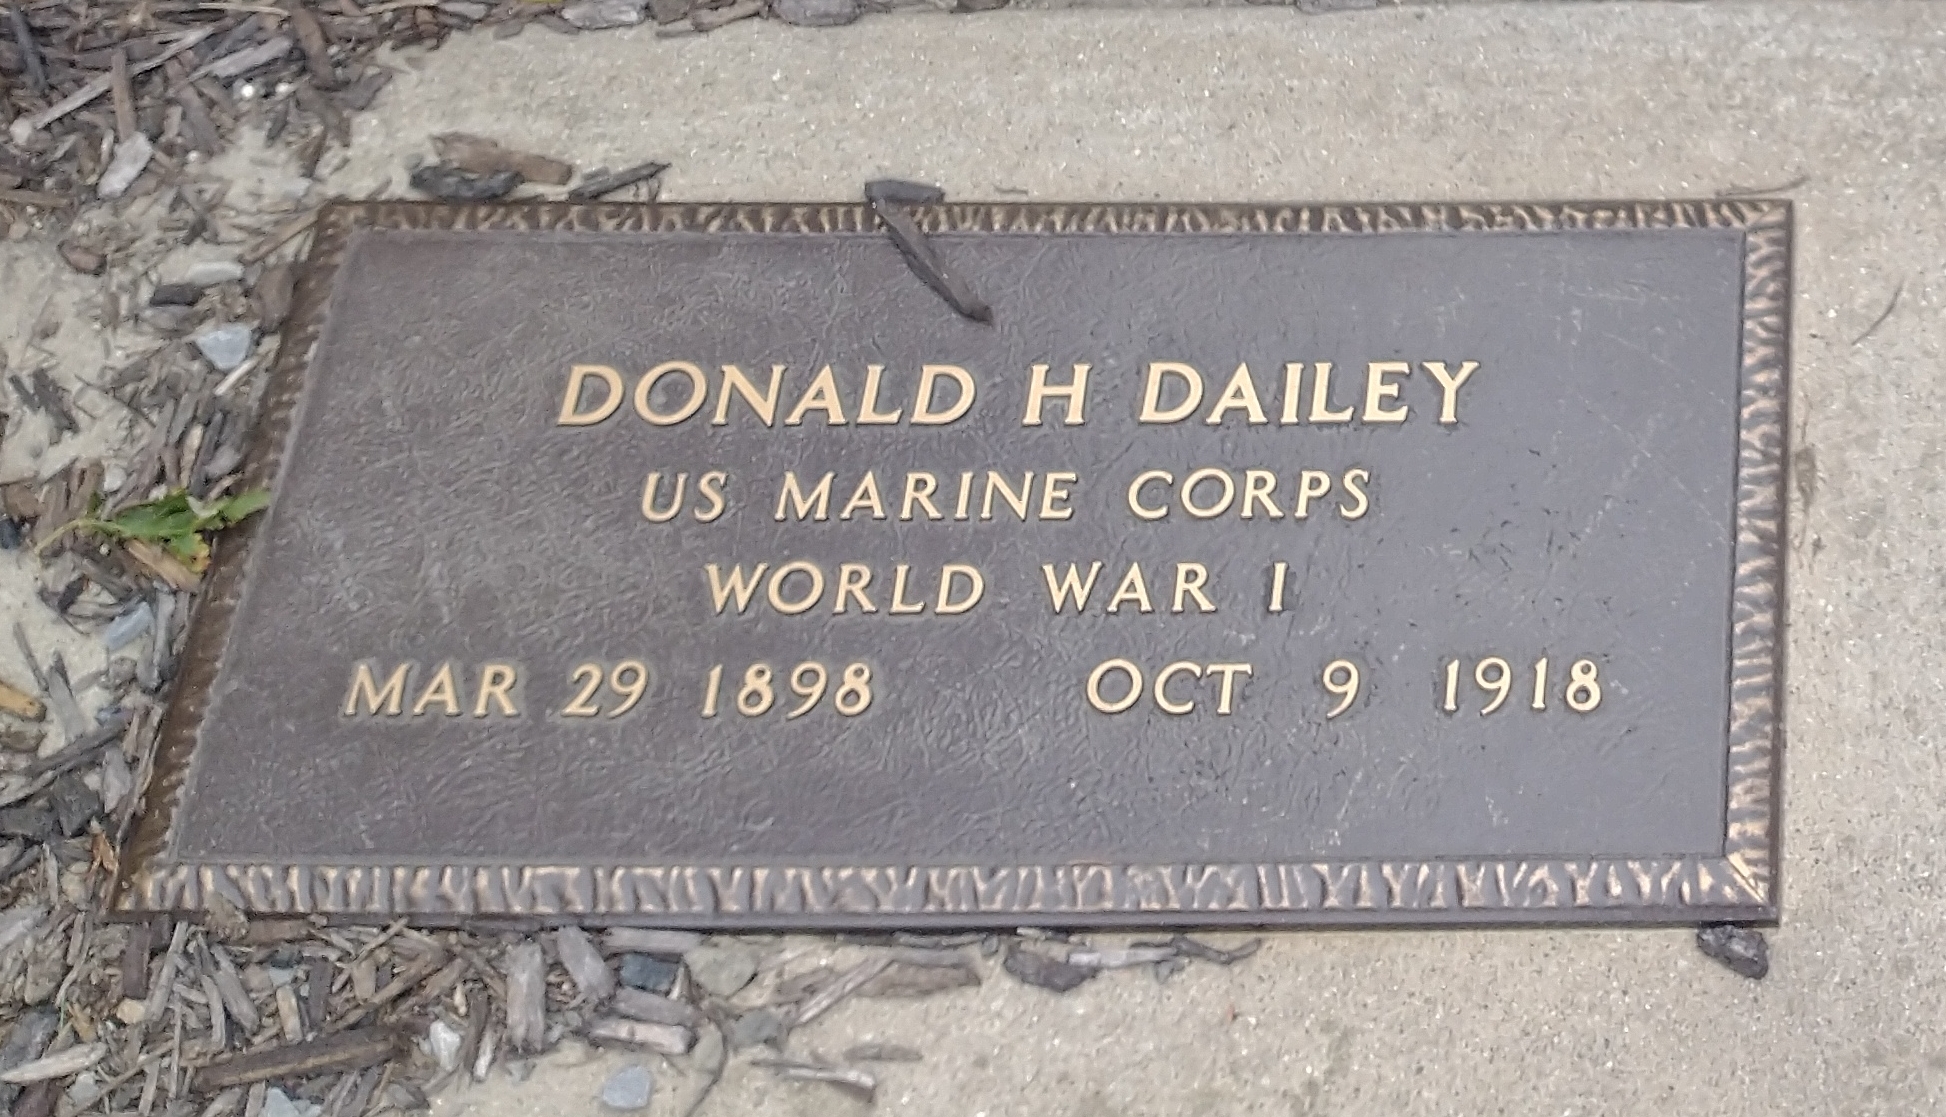 DONALD H DAILEY
US MARINE CORPS
WORLD WAR I
MAR 29 1898 OCT 9 1918